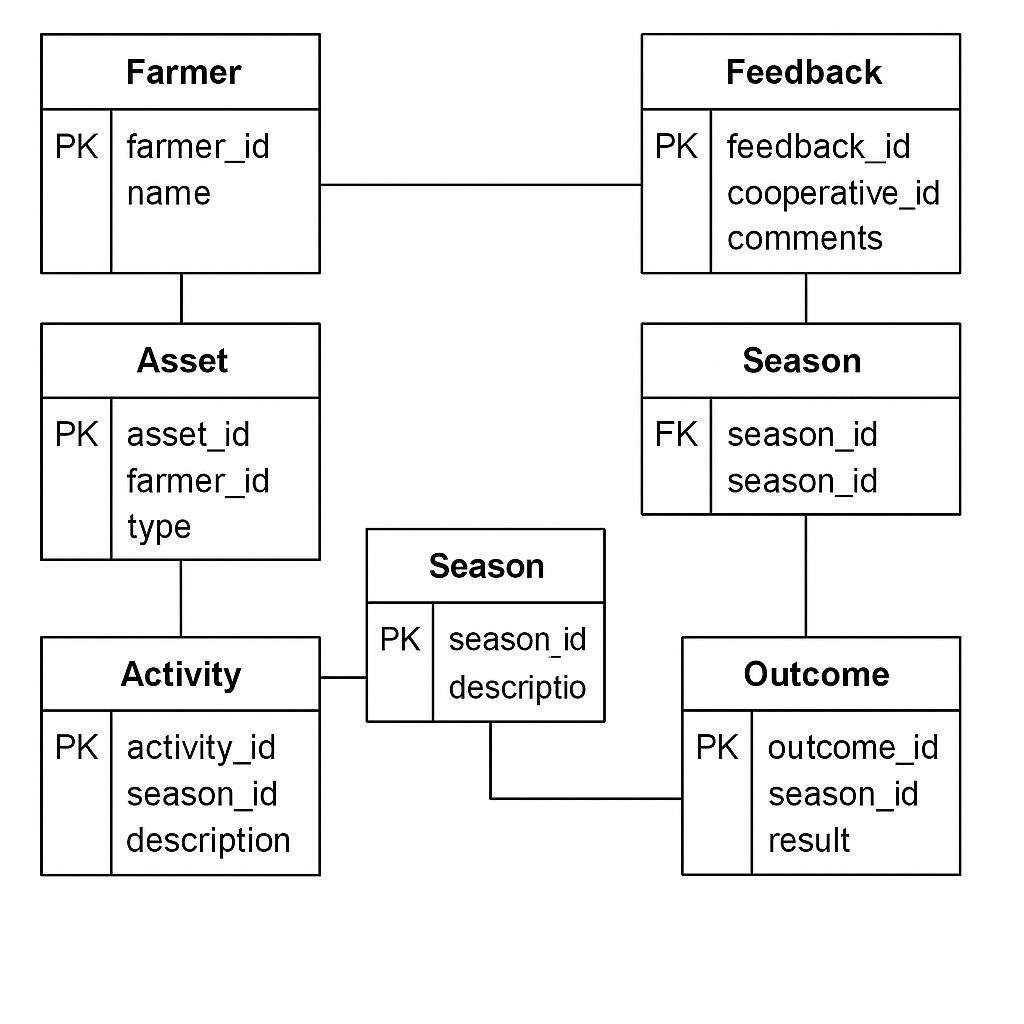 Farmer
PK farmer_id
name
Feedback
PK feedback_id
cooperative_id
comments
Asset
PK asset_id
farmer_id
type
Season
FK season_id
season_id
Season
PK season_id
descriptio
Activity
PK activity_id
season_id
description
Outcome
PK outcome_id
season_id
result